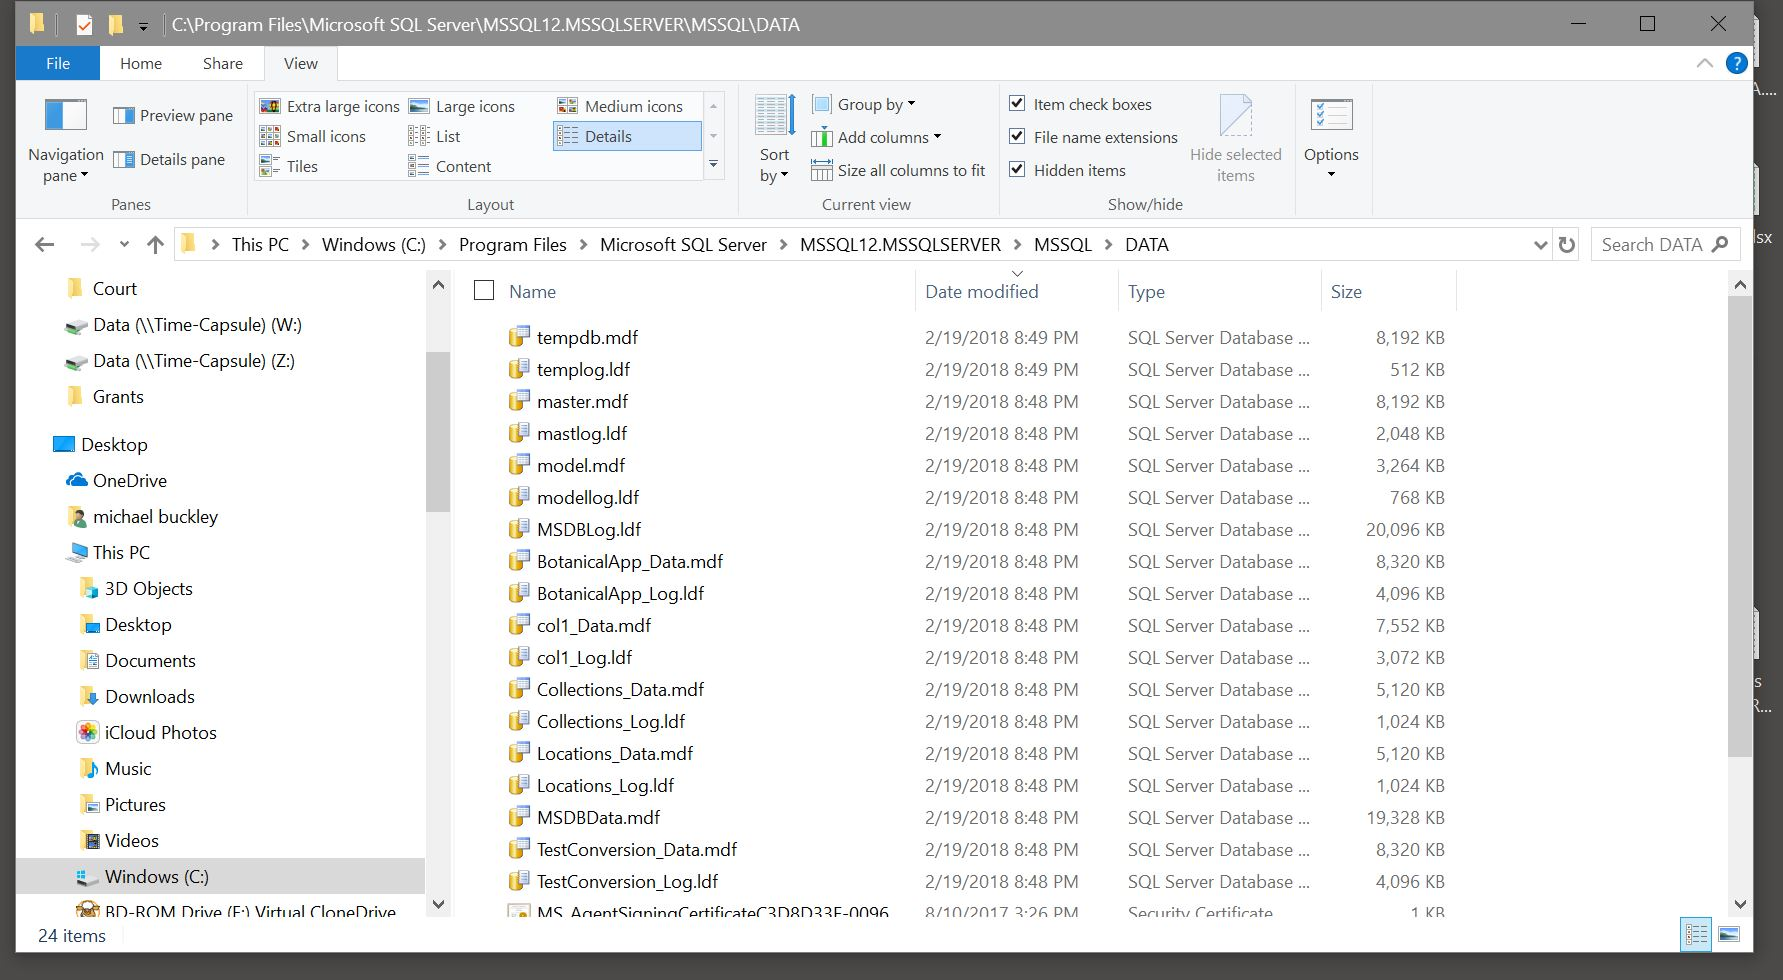 C:\Program Files\Microsoft SQL Server\MSSQL12.MSSQLSERVER\MSSQL\DATA
File Home Share View
Navigation pane
Preview pane
Details pane
Panes
Extra large icons Large icons Medium icons
Small icons List Details
Tiles Content
Layout
Sort by
Group by
Add columns
Size all columns to fit
Current view
Item check boxes
File name extensions
Hidden items
Hide selected items
Show/hide
Options
This PC > Windows (C:) > Program Files > Microsoft SQL Server > MSSQL12.MSSQLSERVER > MSSQL > DATA
Search DATA
Court
Data (\\Time-Capsule) (W:)
Data (\\Time-Capsule) (Z:)
Grants
Desktop
OneDrive
michael buckley
This PC
3D Objects
Desktop
Documents
Downloads
iCloud Photos
Music
Pictures
Videos
Windows (C:)
BD-ROM Drive (F:) Virtual CloneDrive
Name Date modified Type Size
tempdb.mdf 2/19/2018 8:49 PM SQL Server Database ... 8,192 KB
templog.ldf 2/19/2018 8:49 PM SQL Server Database ... 512 KB
master.mdf 2/19/2018 8:48 PM SQL Server Database ... 8,192 KB
mastlog.ldf 2/19/2018 8:48 PM SQL Server Database ... 2,048 KB
model.mdf 2/19/2018 8:48 PM SQL Server Database ... 3,264 KB
modellog.ldf 2/19/2018 8:48 PM SQL Server Database ... 768 KB
MSDBLog.ldf 2/19/2018 8:48 PM SQL Server Database ... 20,096 KB
BotanicalApp_Data.mdf 2/19/2018 8:48 PM SQL Server Database ... 8,320 KB
BotanicalApp_Log.ldf 2/19/2018 8:48 PM SQL Server Database ... 4,096 KB
col1_Data.mdf 2/19/2018 8:48 PM SQL Server Database ... 7,552 KB
col1_Log.ldf 2/19/2018 8:48 PM SQL Server Database ... 3,072 KB
Collections_Data.mdf 2/19/2018 8:48 PM SQL Server Database ... 5,120 KB
Collections_Log.ldf 2/19/2018 8:48 PM SQL Server Database ... 1,024 KB
Locations_Data.mdf 2/19/2018 8:48 PM SQL Server Database ... 5,120 KB
Locations_Log.ldf 2/19/2018 8:48 PM SQL Server Database ... 1,024 KB
MSDBData.mdf 2/19/2018 8:48 PM SQL Server Database ... 19,328 KB
TestConversion_Data.mdf 2/19/2018 8:48 PM SQL Server Database ... 8,320 KB
TestConversion_Log.ldf 2/19/2018 8:48 PM SQL Server Database ... 4,096 KB
MS_AgentSigningCertificateC3D8D33F-0096 8/10/2017 3:26 PM Security Certificate 1 KB
24 items
A....
lsx
s
R...